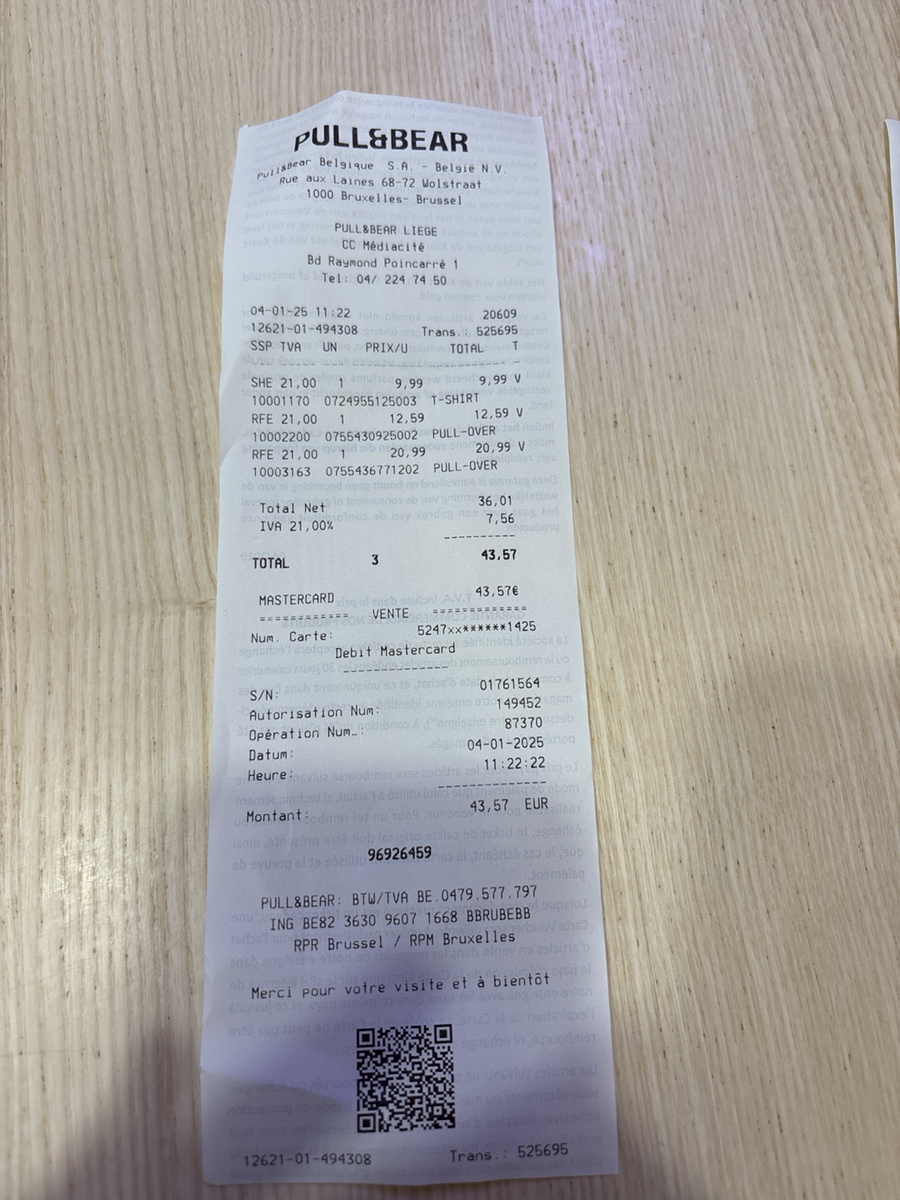 PULL&BEAR
Pull&Bear Belgique S.A. - België N.V.
Rue aux Laines 68-72 Wolstraat
1000 Bruxelles- Brussel
PULL&BEAR LIEGE
CC Médiacité
Bd Raymond Poincarré 1
Tel: 04/ 224 74 50
04-01-25 11:22 20609
12621-01-494308 Trans.: 525695
SSP TVA UN PRIX/U TOTAL T
SHE 21,00 1 9,99 9,99 V
10001170 0724955125003 T-SHIRT
RFE 21,00 1 12,59 12,59 V
10002200 0755430925002 PULL-OVER
RFE 21,00 1 20,99 20,99 V
10003163 0755436771202 PULL-OVER
Total Net 36,01
IVA 21,00% 7,56
----------
TOTAL 3 43,57
MASTERCARD 43,57€
============ VENTE ============
Num. Carte: 5247xx******1425
Debit Mastercard
-------------
S/N: 01761564
Autorisation Num: 149452
Opération Num.: 87370
Datum: 04-01-2025
Heure: 11:22:22
-------------
Montant: 43,57 EUR
96926459
PULL&BEAR: BTW/TVA BE.0479.577.797
ING BE82 3630 9607 1668 BBRUBEBB
RPR Brussel / RPM Bruxelles
Merci pour votre visite et à bientôt
12621-01-494308 Trans.: 525695